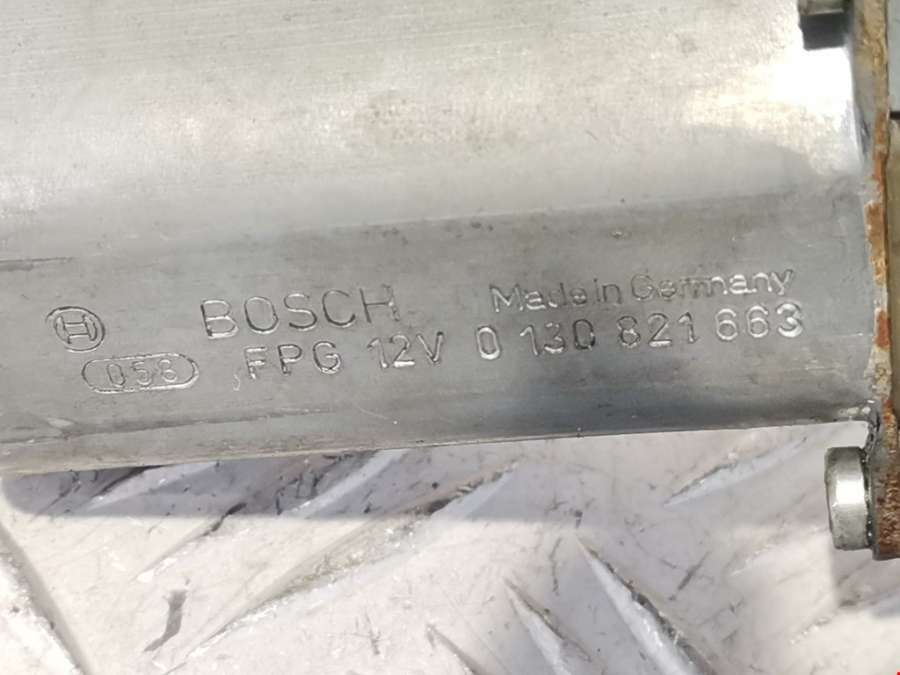 BOSCH Made in Germany
058 FPG 12V 0 130 821 663